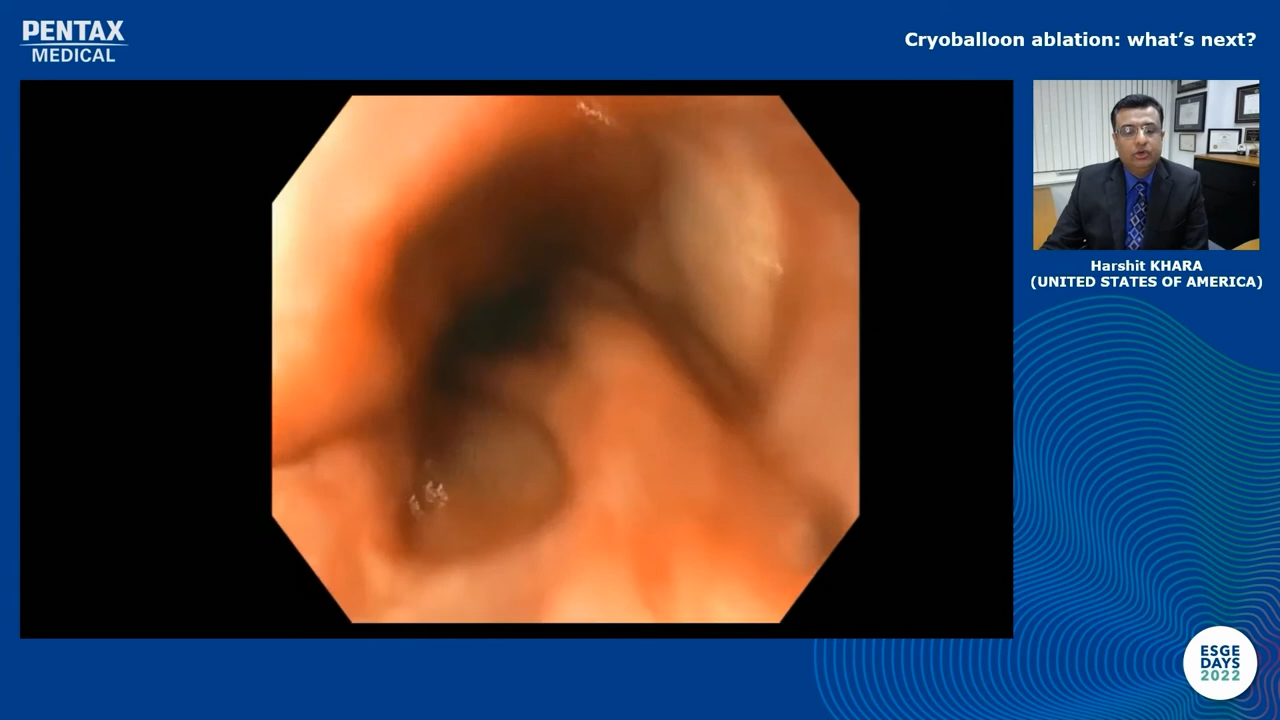 PENTAX
MEDICAL
Cryoballoon ablation: what's next?
Harshit KHARA
(UNITED STATES OF AMERICA)
ESGE
DAYS
2022